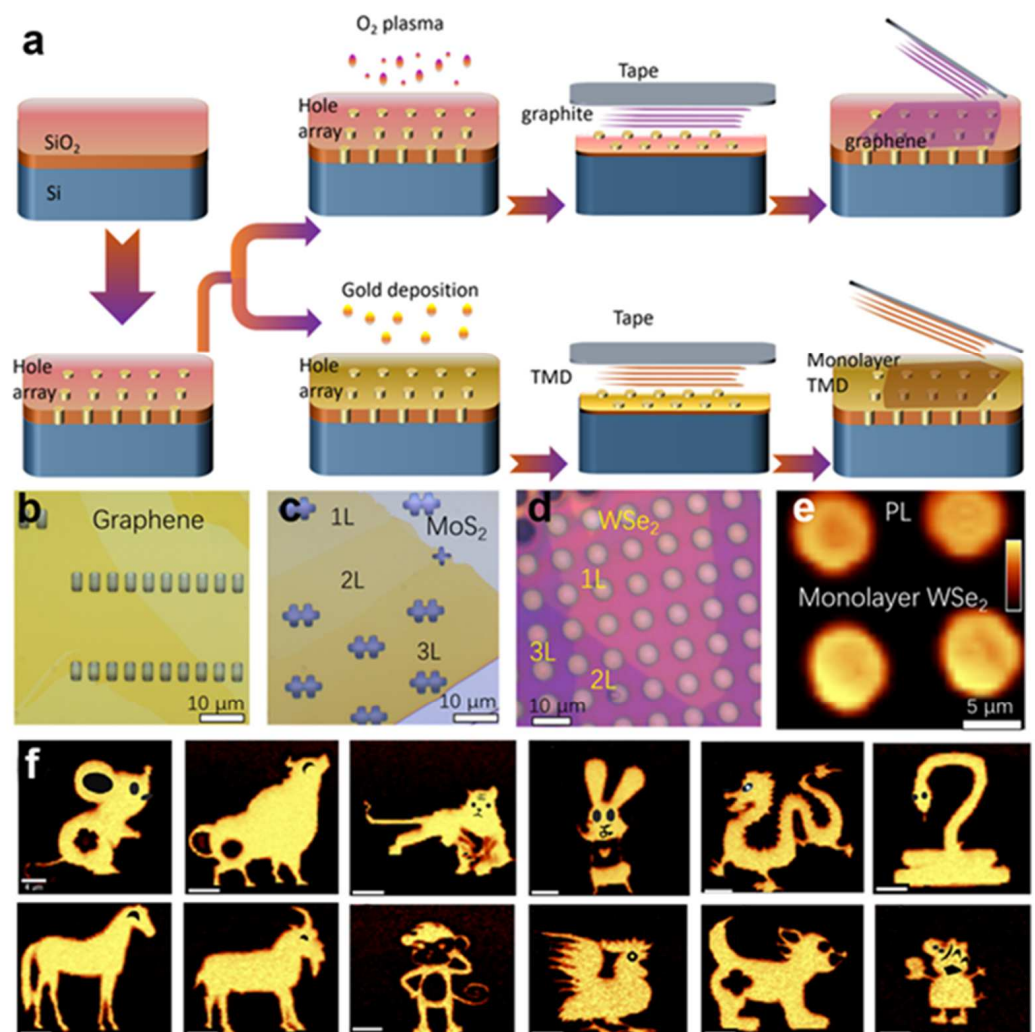 a
O₂ plasma
SiO₂
Si
Hole
array
Tape
graphite
graphene
Gold deposition
Hole
array
Hole
array
Tape
TMD
Monolayer
TMD
b
Graphene
10 µm
c
1L
MoS₂
2L
3L
10 µm
d
WSe₂
1L
3L
2L
10 µm
e
PL
Monolayer WSe₂
5 µm
f
4 µm